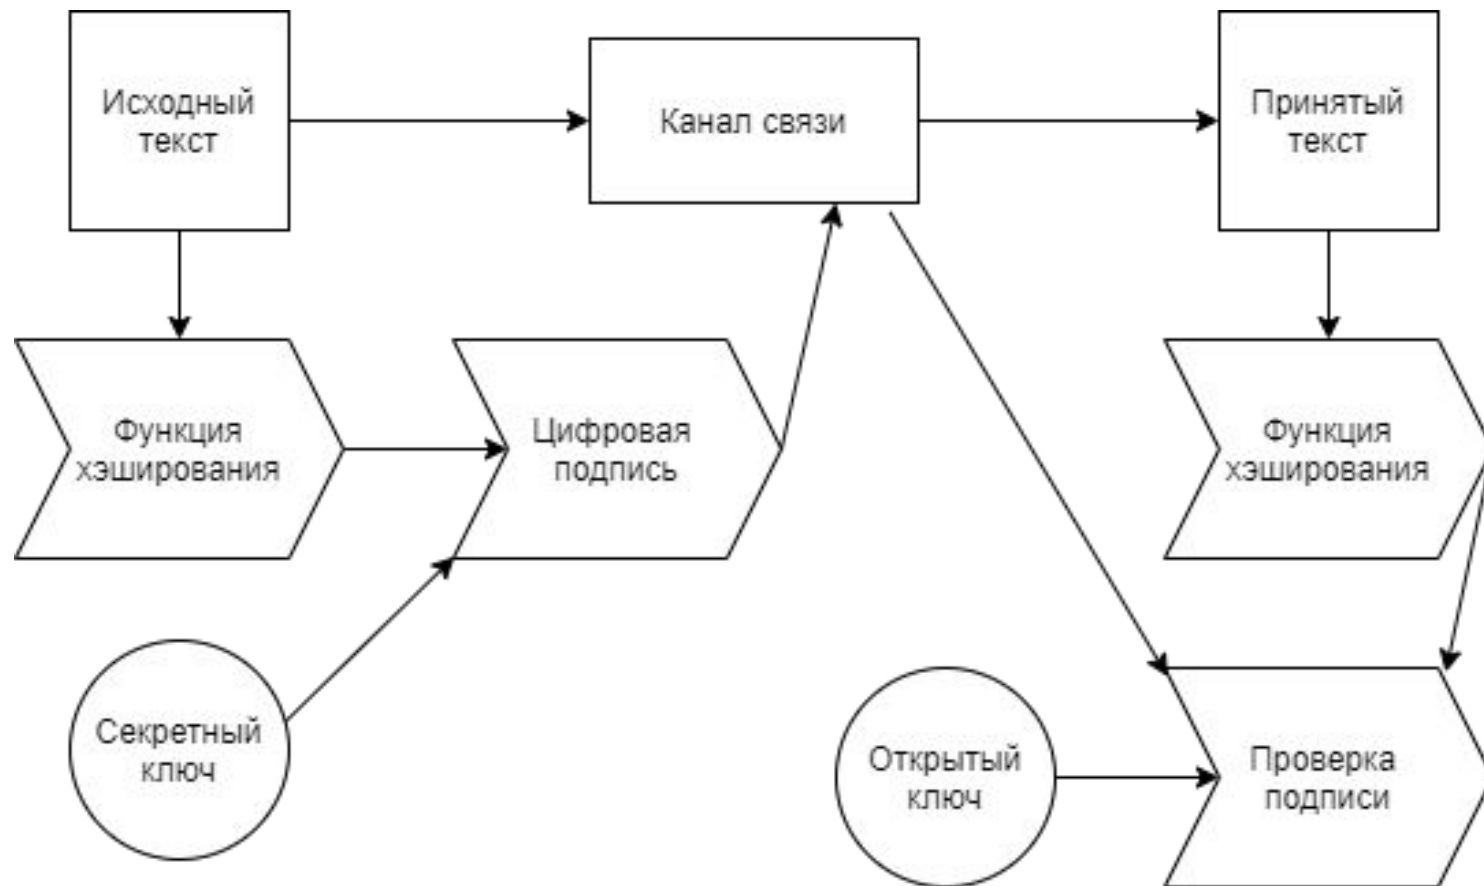 Исходный
текст
Канал связи
Принятый
текст
Функция
хэширования
Цифровая
подпись
Функция
хэширования
Секретный
ключ
Открытый
ключ
Проверка
подписи